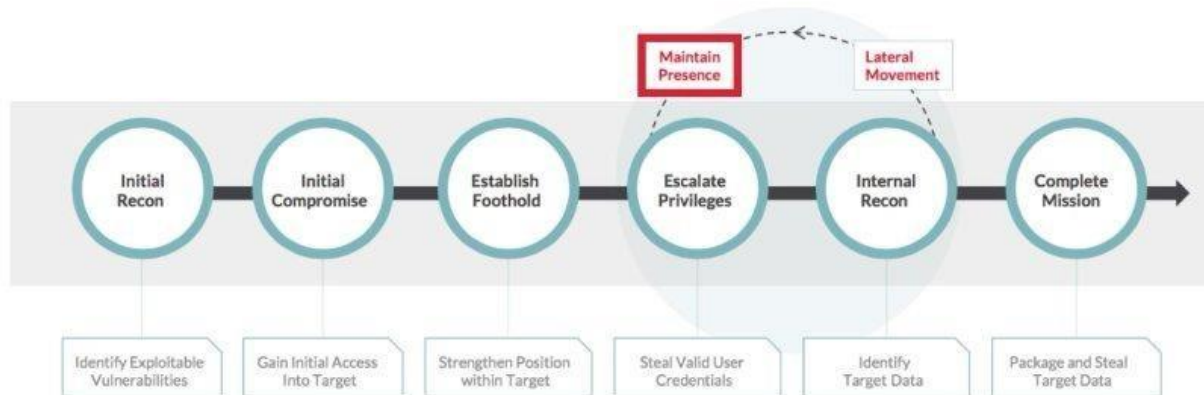 Maintain
Presence
Lateral
Movement
Initial
Recon
Initial
Compromise
Establish
Foothold
Escalate
Privileges
Internal
Recon
Complete
Mission
Identify Exploitable
Vulnerabilities
Gain Initial Access
Into Target
Strengthen Position
within Target
Steal Valid User
Credentials
Identify
Target Data
Package and Steal
Target Data